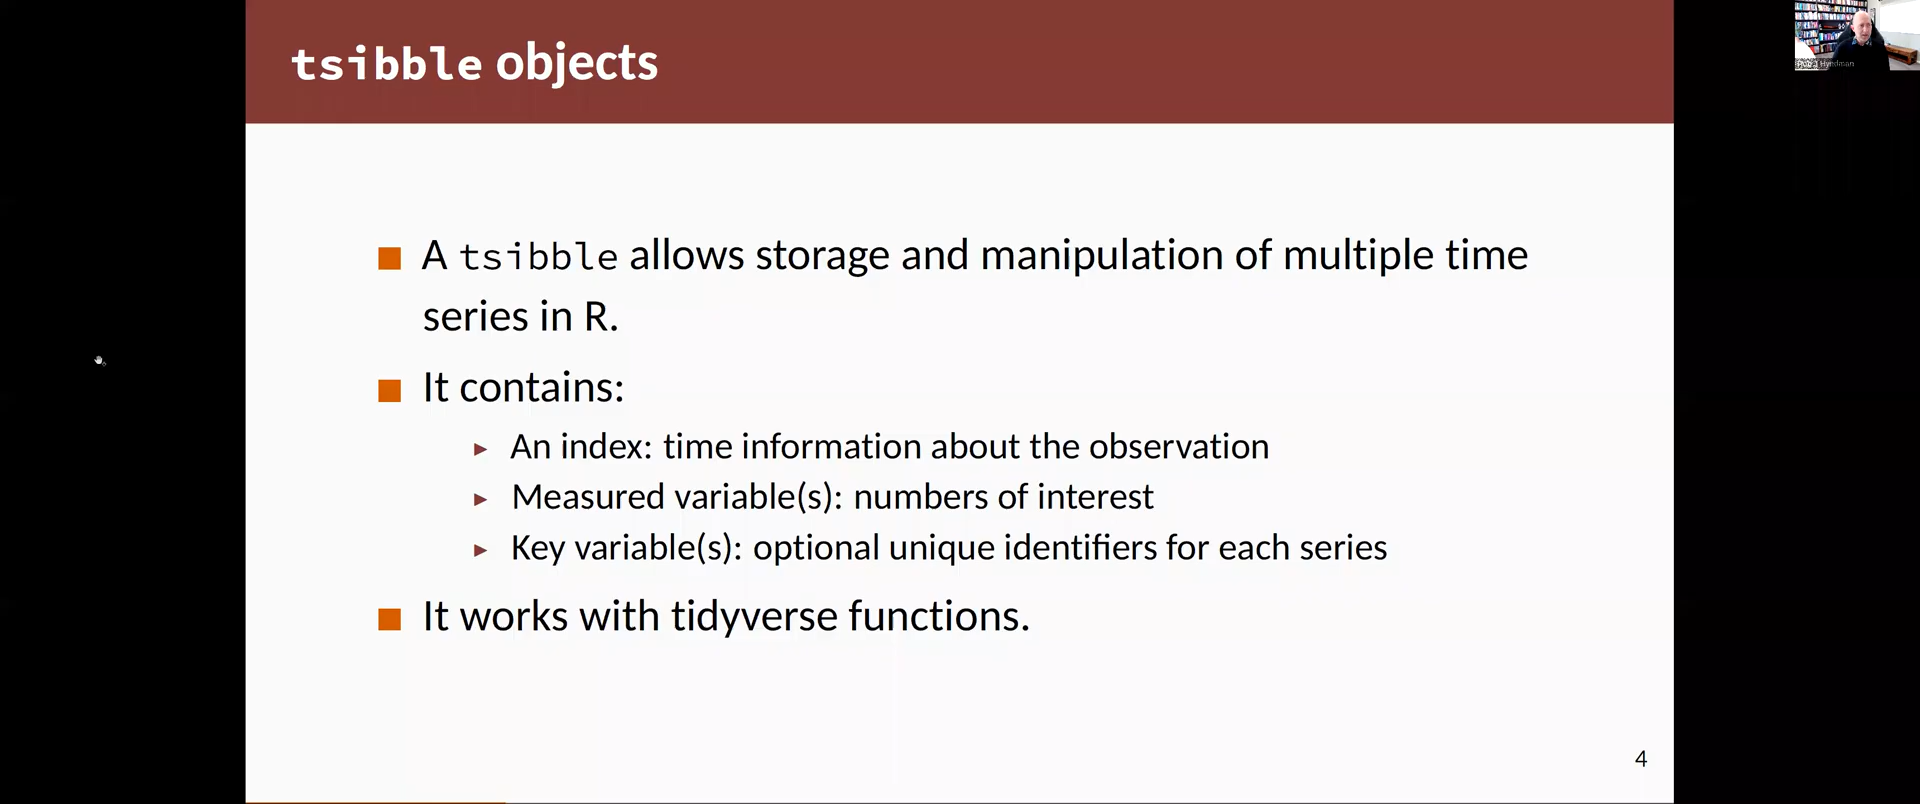 tsibble objects
A tsibble allows storage and manipulation of multiple time
series in R.
It contains:
An index: time information about the observation
Measured variable(s): numbers of interest
Key variable(s): optional unique identifiers for each series
It works with tidyverse functions.
4
Hyndman